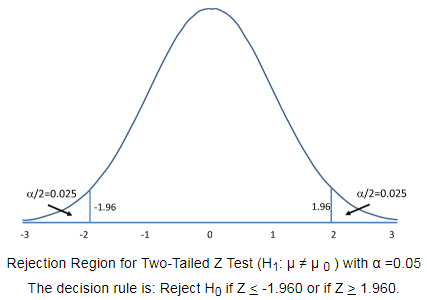 α/2=0.025 α/2=0.025
-1.96 1.96
-3 -2 -1 0 1 2 3
Rejection Region for Two-Tailed Z Test (H₁: μ ≠ μ ₀ ) with α =0.05
The decision rule is: Reject H₀ if Z ≤ -1.960 or if Z ≥ 1.960.